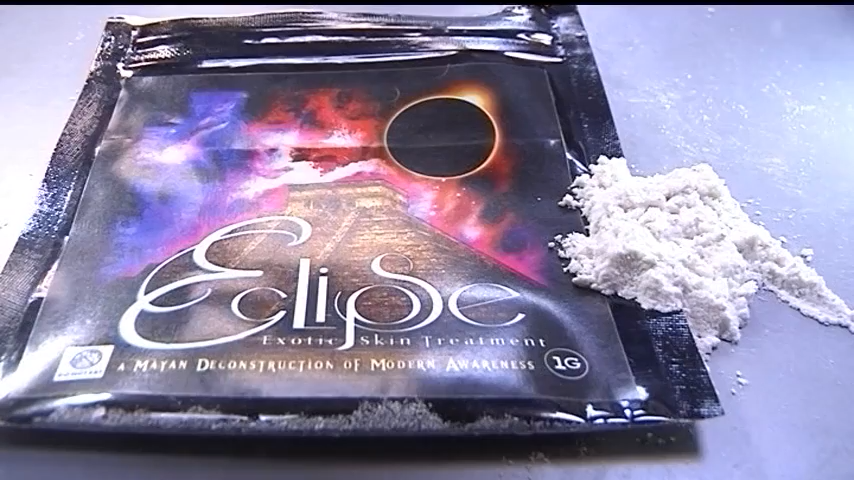 Eclipse
Exotic Skin Treatment
A Mayan Deconstruction of Modern Awareness
1G